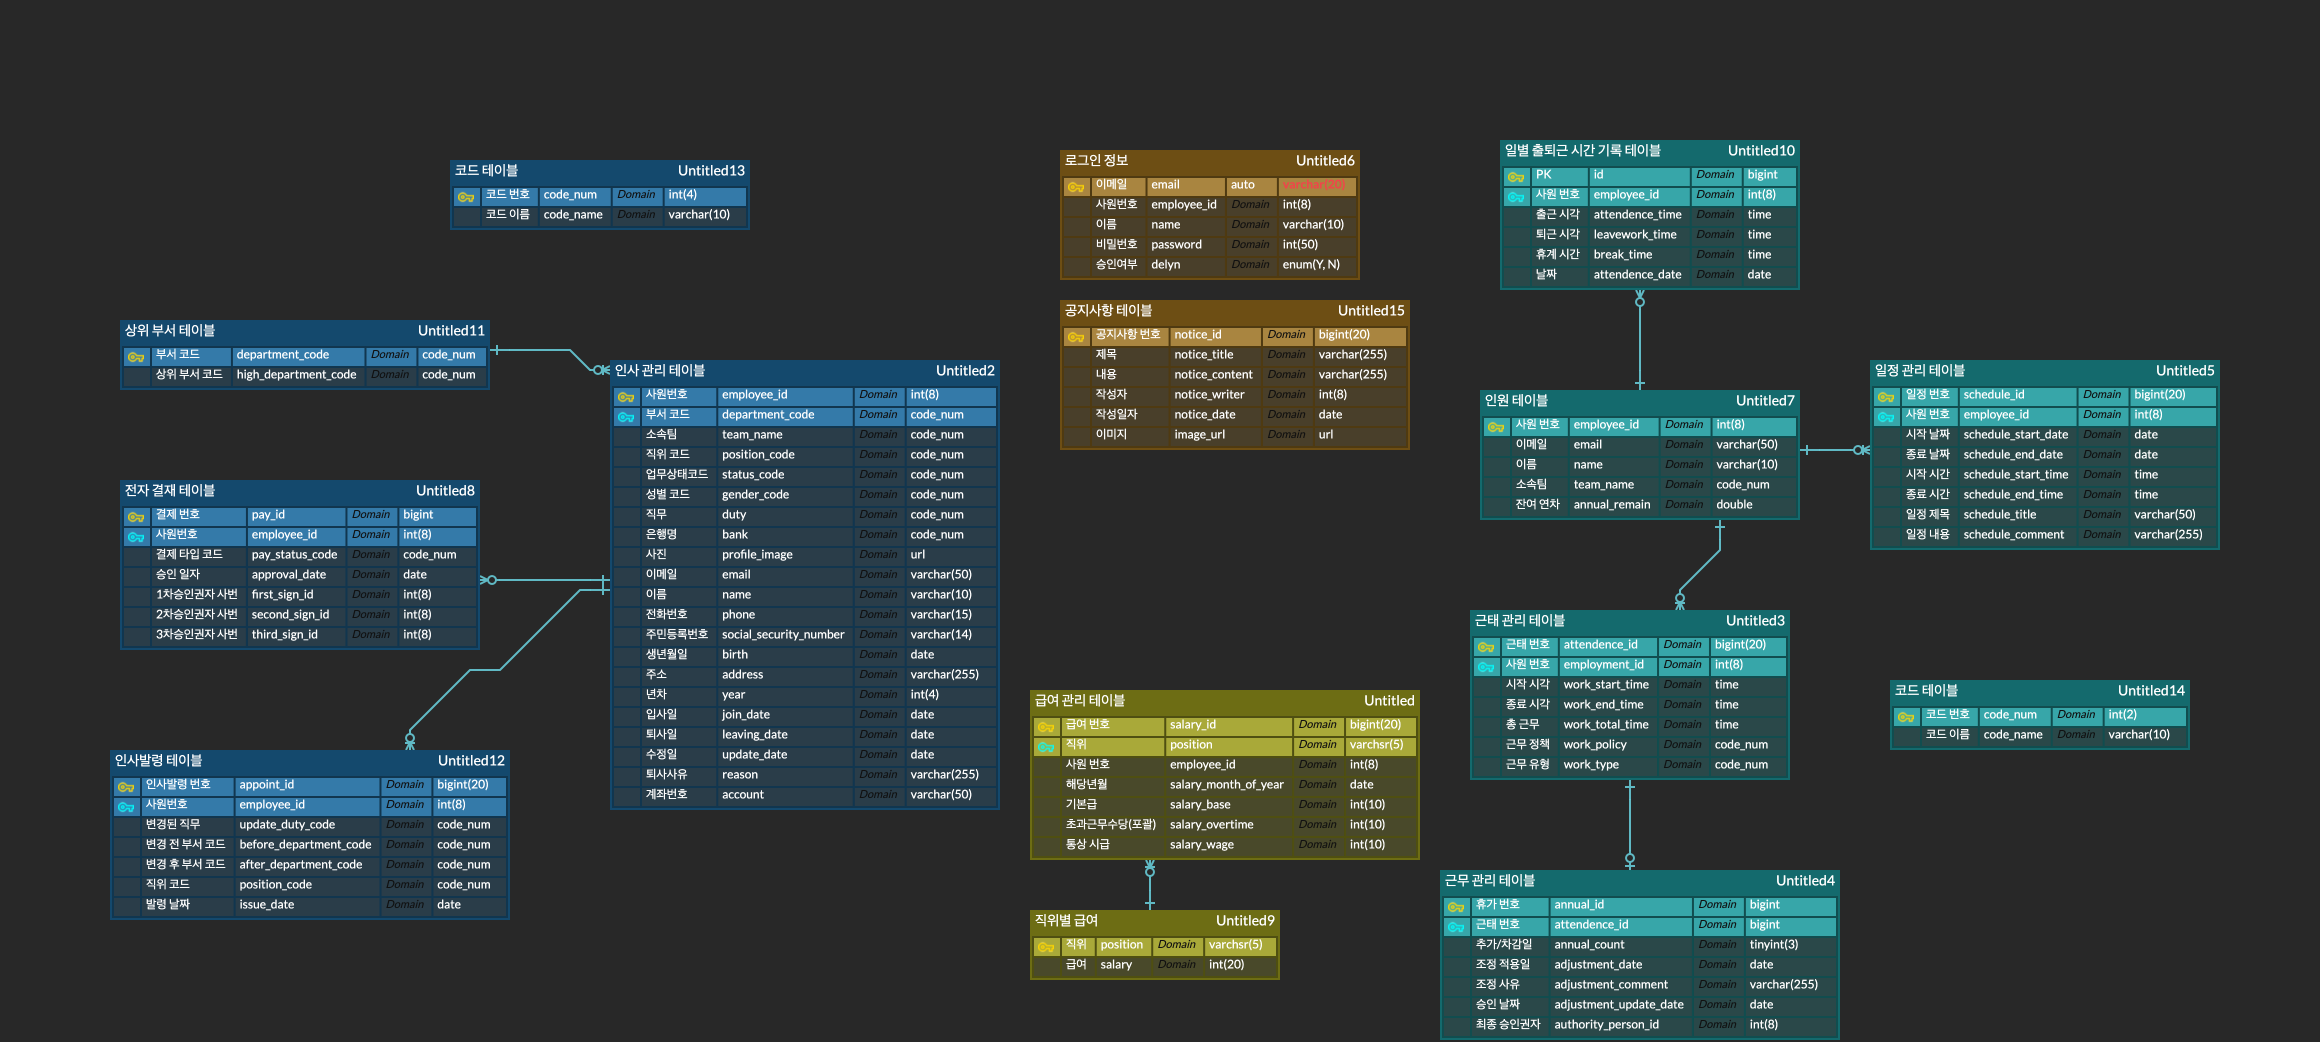 코드 테이블 Untitled13
코드 번호 code_num Domain int(4)
코드 이름 code_name Domain varchar(10)
상위 부서 테이블 Untitled11
부서 코드 department_code Domain code_num
상위 부서 코드 high_department_code Domain code_num
전자 결재 테이블 Untitled8
결제 번호 pay_id Domain bigint
사원번호 employee_id Domain int(8)
결제 타입 코드 pay_status_code Domain code_num
승인 일자 approval_date Domain date
1차승인권자 사번 first_sign_id Domain int(8)
2차승인권자 사번 second_sign_id Domain int(8)
3차승인권자 사번 third_sign_id Domain int(8)
인사발령 테이블 Untitled12
인사발령 번호 appoint_id Domain bigint(20)
사원번호 employee_id Domain int(8)
변경된 직무 update_duty_code Domain code_num
변경 전 부서 코드 before_department_code Domain code_num
변경 후 부서 코드 after_department_code Domain code_num
직위 코드 position_code Domain code_num
발령 날짜 issue_date Domain date
인사 관리 테이블 Untitled2
사원번호 employee_id Domain int(8)
부서 코드 department_code Domain code_num
소속팀 team_name Domain code_num
직위 코드 position_code Domain code_num
업무상태코드 status_code Domain code_num
성별 코드 gender_code Domain code_num
직무 duty Domain code_num
은행명 bank Domain code_num
사진 profile_image Domain url
이메일 email Domain varchar(50)
이름 name Domain varchar(10)
전화번호 phone Domain varchar(15)
주민등록번호 social_security_number Domain varchar(14)
생년월일 birth Domain date
주소 address Domain varchar(255)
년차 year Domain int(4)
입사일 join_date Domain date
퇴사일 leaving_date Domain date
수정일 update_date Domain date
퇴사사유 reason Domain varchar(255)
계좌번호 account Domain varchar(50)
로그인 정보 Untitled6
이메일 email auto varchar(20)
사원번호 employee_id Domain int(8)
이름 name Domain varchar(10)
비밀번호 password Domain int(50)
승인여부 delyn Domain enum(Y, N)
공지사항 테이블 Untitled15
공지사항 번호 notice_id Domain bigint(20)
제목 notice_title Domain varchar(255)
내용 notice_content Domain varchar(255)
작성자 notice_writer Domain int(8)
작성일자 notice_date Domain date
이미지 image_url Domain url
급여 관리 테이블 Untitled
급여 번호 salary_id Domain bigint(20)
직위 position Domain varchsr(5)
사원 번호 employee_id Domain int(8)
해당년월 salary_month_of_year Domain date
기본급 salary_base Domain int(10)
초과근무수당(포괄) salary_overtime Domain int(10)
통상 시급 salary_wage Domain int(10)
직위별 급여 Untitled9
직위 position Domain varchsr(5)
급여 salary Domain int(20)
일별 출퇴근 시간 기록 테이블 Untitled10
PK id Domain bigint
사원 번호 employee_id Domain int(8)
출근 시각 attendence_time Domain time
퇴근 시각 leavework_time Domain time
휴게 시간 break_time Domain time
날짜 attendence_date Domain date
인원 테이블 Untitled7
사원 번호 employee_id Domain int(8)
이메일 email Domain varchar(50)
이름 name Domain varchar(10)
소속팀 team_name Domain code_num
잔여 연차 annual_remain Domain double
일정 관리 테이블 Untitled5
일정 번호 schedule_id Domain bigint(20)
사원 번호 employee_id Domain int(8)
시작 날짜 schedule_start_date Domain date
종료 날짜 schedule_end_date Domain date
시작 시간 schedule_start_time Domain time
종료 시간 schedule_end_time Domain time
일정 제목 schedule_title Domain varchar(50)
일정 내용 schedule_comment Domain varchar(255)
근태 관리 테이블 Untitled3
근태 번호 attendence_id Domain bigint(20)
사원 번호 employment_id Domain int(8)
시작 시각 work_start_time Domain time
종료 시각 work_end_time Domain time
총 근무 work_total_time Domain time
근무 정책 work_policy Domain code_num
근무 유형 work_type Domain code_num
코드 테이블 Untitled14
코드 번호 code_num Domain int(2)
코드 이름 code_name Domain varchar(10)
근무 관리 테이블 Untitled4
휴가 번호 annual_id Domain bigint
근태 번호 attendence_id Domain bigint
추가/차감일 annual_count Domain tinyint(3)
조정 적용일 adjustment_date Domain date
조정 사유 adjustment_comment Domain varchar(255)
승인 날짜 adjustment_update_date Domain date
최종 승인권자 authority_person_id Domain int(8)